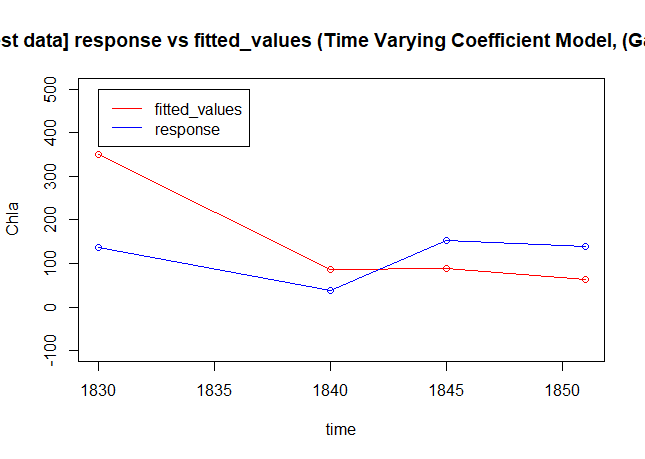 est data] response vs fitted_values (Time Varying Coefficient Model, (Ga
500
400
300
200
100
0
-100
Chla
fitted_values
response
1830 1835 1840 1845 1850
time